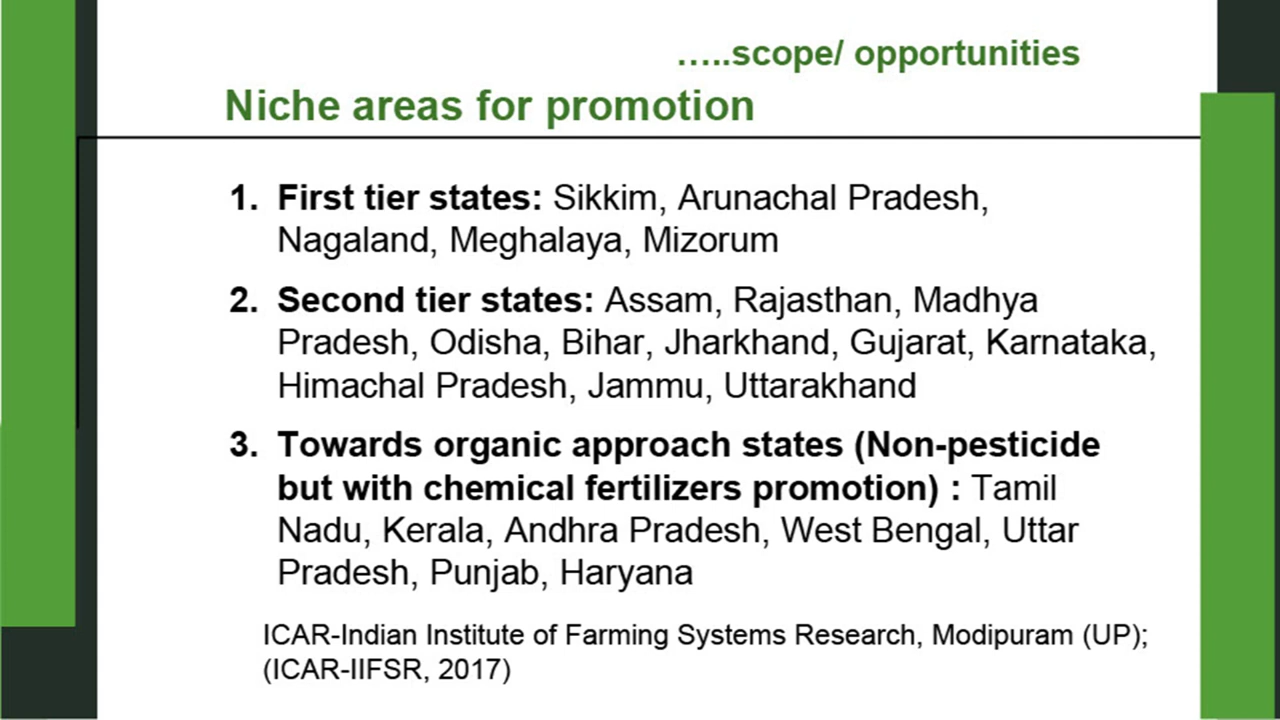 …..scope/ opportunities
Niche areas for promotion
1. First tier states: Sikkim, Arunachal Pradesh,
Nagaland, Meghalaya, Mizorum
2. Second tier states: Assam, Rajasthan, Madhya
Pradesh, Odisha, Bihar, Jharkhand, Gujarat, Karnataka,
Himachal Pradesh, Jammu, Uttarakhand
3. Towards organic approach states (Non-pesticide
but with chemical fertilizers promotion) : Tamil
Nadu, Kerala, Andhra Pradesh, West Bengal, Uttar
Pradesh, Punjab, Haryana
ICAR-Indian Institute of Farming Systems Research, Modipuram (UP);
(ICAR-IIFSR, 2017)